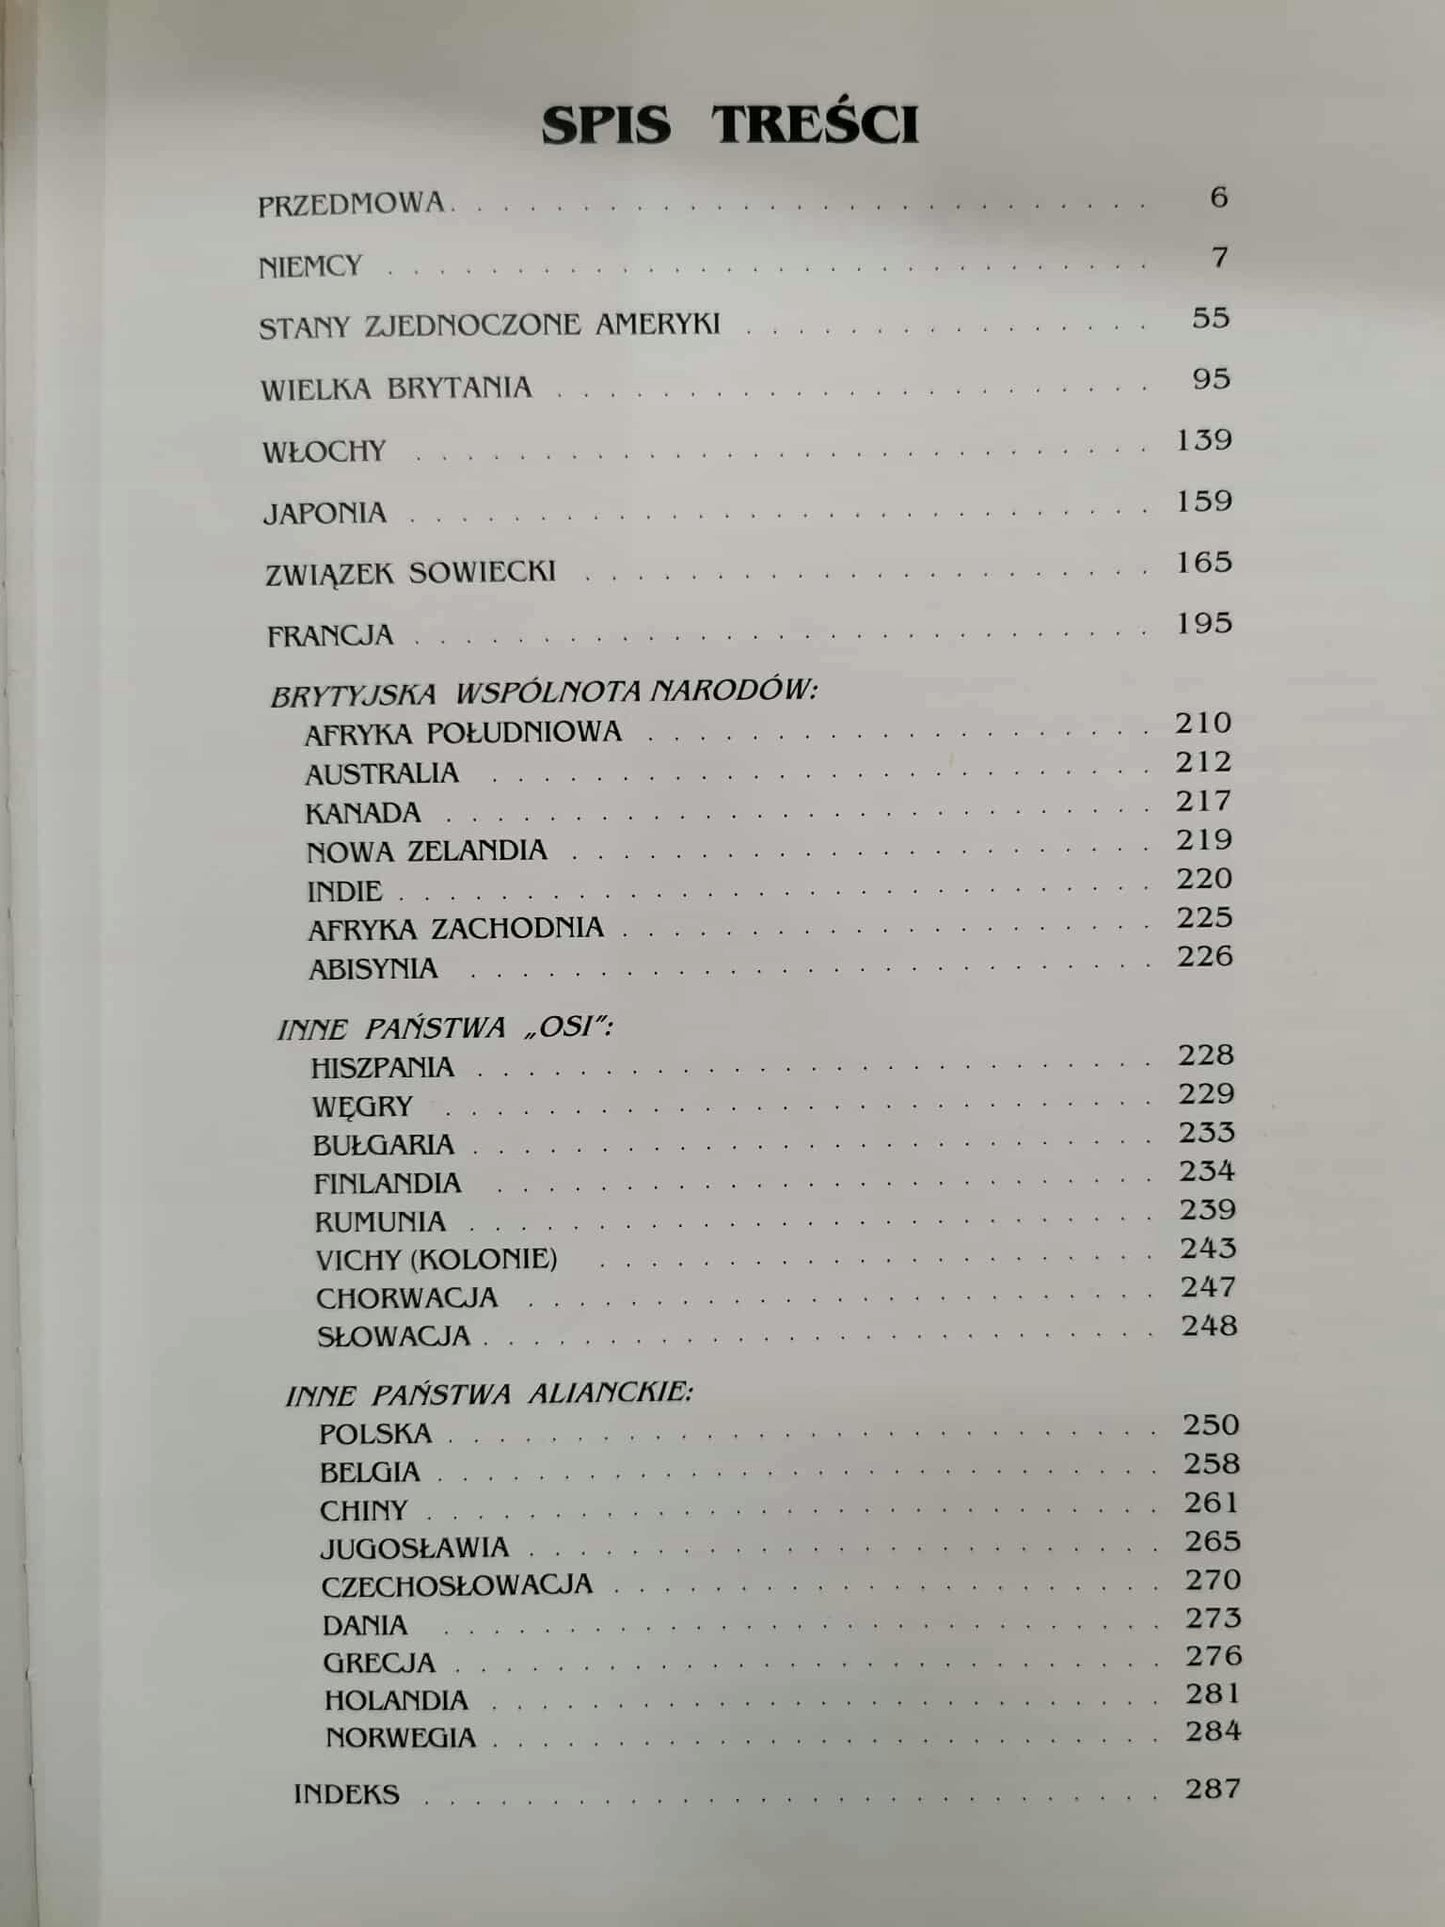 SPIS TREŚCI
PRZEDMOWA. . . . . . . . . . . . . . . . . . . . . . . . . . . 6
NIEMCY . . . . . . . . . . . . . . . . . . . . . . . . . . . . . 7
STANY ZJEDNOCZONE AMERYKI . . . . . . . . . . . . . . . . 55
WIELKA BRYTANIA . . . . . . . . . . . . . . . . . . . . . . . 95
WŁOCHY . . . . . . . . . . . . . . . . . . . . . . . . . . . . 139
JAPONIA . . . . . . . . . . . . . . . . . . . . . . . . . . . . 159
ZWIĄZEK SOWIECKI . . . . . . . . . . . . . . . . . . . . . . 165
FRANCJA . . . . . . . . . . . . . . . . . . . . . . . . . . . . 195
BRYTYJSKA WSPÓLNOTA NARODÓW:
AFRYKA POŁUDNIOWA . . . . . . . . . . . . . . . . . . . . 210
AUSTRALIA . . . . . . . . . . . . . . . . . . . . . . . . . . 212
KANADA . . . . . . . . . . . . . . . . . . . . . . . . . . . . 217
NOWA ZELANDIA . . . . . . . . . . . . . . . . . . . . . . . 219
INDIE . . . . . . . . . . . . . . . . . . . . . . . . . . . . . 220
AFRYKA ZACHODNIA . . . . . . . . . . . . . . . . . . . . . 225
ABISYNIA . . . . . . . . . . . . . . . . . . . . . . . . . . . 226
INNE PAŃSTWA „OSI”:
HISZPANIA . . . . . . . . . . . . . . . . . . . . . . . . . . 228
WĘGRY . . . . . . . . . . . . . . . . . . . . . . . . . . . . 229
BUŁGARIA . . . . . . . . . . . . . . . . . . . . . . . . . . . 233
FINLANDIA . . . . . . . . . . . . . . . . . . . . . . . . . . 234
RUMUNIA . . . . . . . . . . . . . . . . . . . . . . . . . . . 239
VICHY (KOLONIE) . . . . . . . . . . . . . . . . . . . . . . 243
CHORWACJA . . . . . . . . . . . . . . . . . . . . . . . . . 247
SŁOWACJA . . . . . . . . . . . . . . . . . . . . . . . . . . . 248
INNE PAŃSTWA ALIANCKIE:
POLSKA . . . . . . . . . . . . . . . . . . . . . . . . . . . . 250
BELGIA . . . . . . . . . . . . . . . . . . . . . . . . . . . . 258
CHINY . . . . . . . . . . . . . . . . . . . . . . . . . . . . . 261
JUGOSŁAWIA . . . . . . . . . . . . . . . . . . . . . . . . . 265
CZECHOSŁOWACJA . . . . . . . . . . . . . . . . . . . . . . 270
DANIA . . . . . . . . . . . . . . . . . . . . . . . . . . . . 273
GRECJA . . . . . . . . . . . . . . . . . . . . . . . . . . . . 276
HOLANDIA . . . . . . . . . . . . . . . . . . . . . . . . . . 281
NORWEGIA . . . . . . . . . . . . . . . . . . . . . . . . . . 284
INDEKS . . . . . . . . . . . . . . . . . . . . . . . . . . . . 287